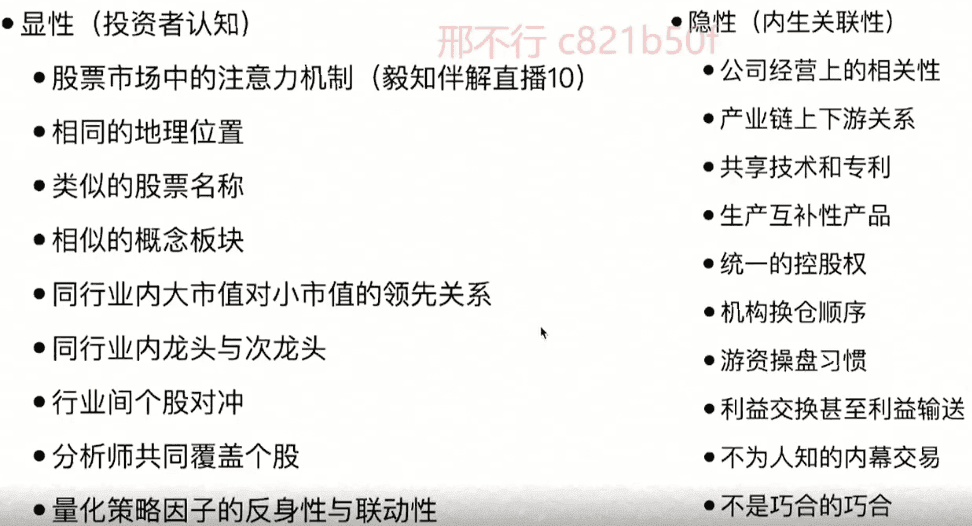 显性（投资者认知）
股票市场中的注意力机制（毅知伴解直播10）
相同的地理位置
类似的股票名称
相似的概念板块
同行业内大市值对小市值的领先关系
同行业内龙头与次龙头
行业间个股对冲
分析师共同覆盖个股
量化策略因子的反身性与联动性
邢不行 c821b50f
隐性（内生关联性）
公司经营上的相关性
产业链上下游关系
共享技术和专利
生产互补性产品
统一的控股权
机构换仓顺序
游资操盘习惯
利益交换甚至利益输送
不为人知的内幕交易
不是巧合的巧合